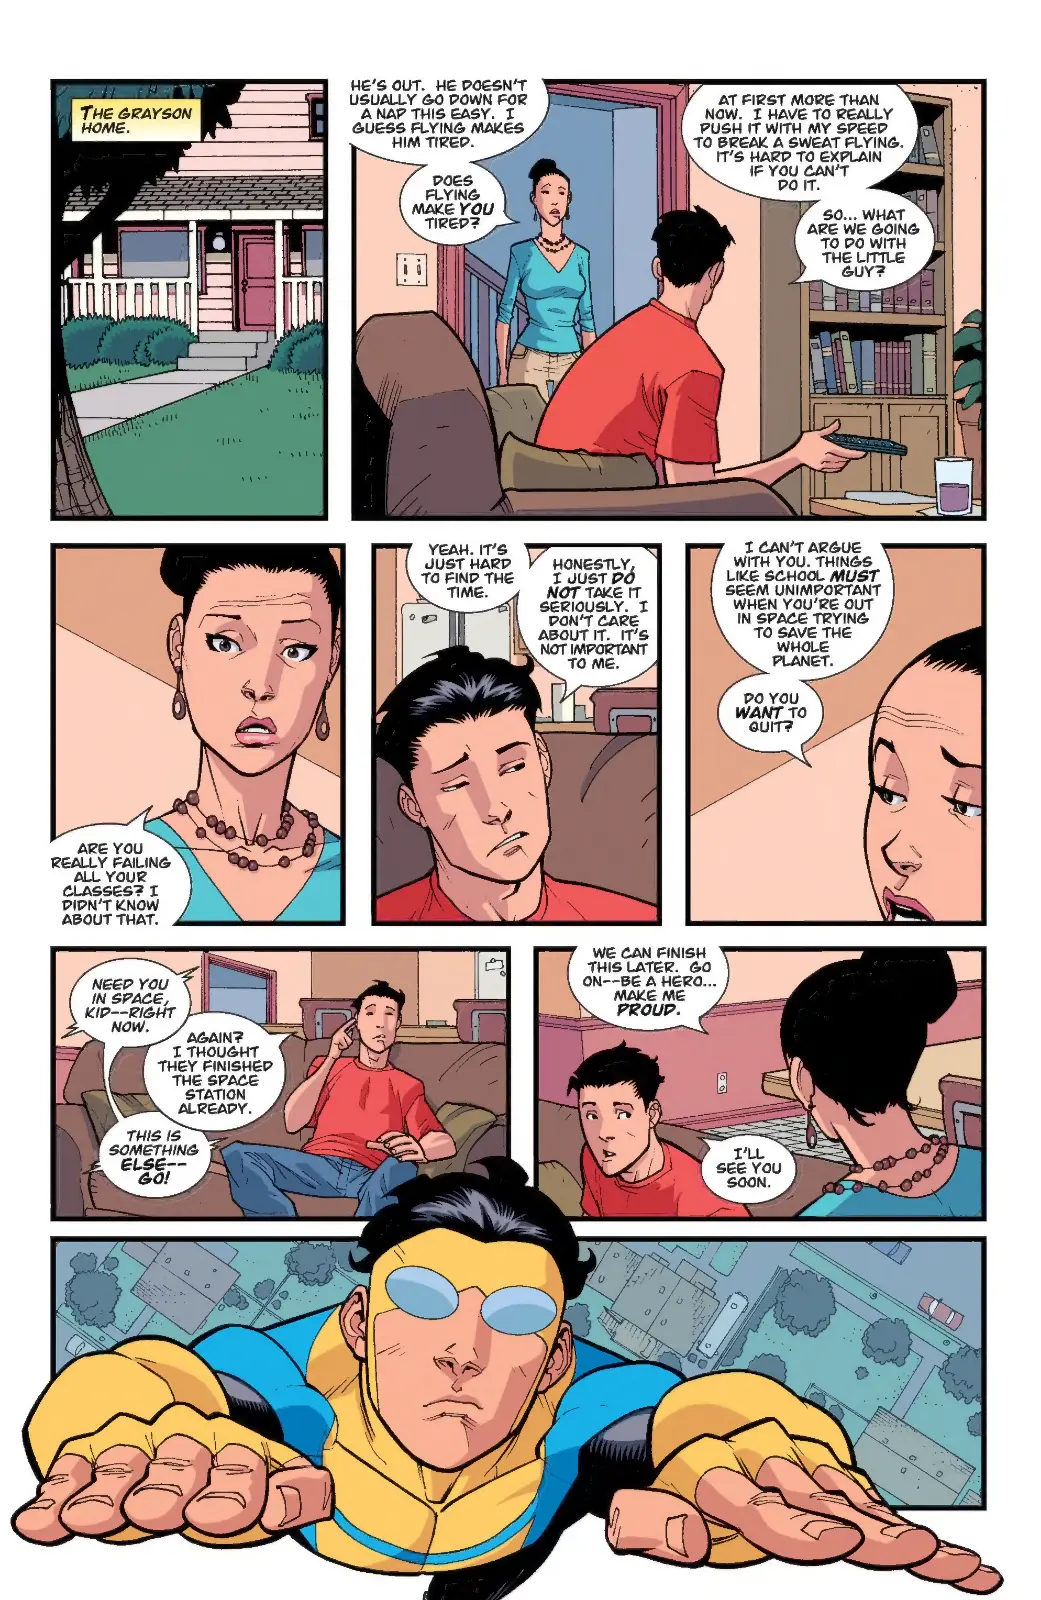 THE GRAYSON
HOME.
HE'S OUT. HE DOESN'T
USUALLY GO DOWN FOR
A NAP THIS EASY. I
GUESS FLYING MAKES
HIM TIRED.
DOES
FLYING
MAKE YOU
TIRED?
AT FIRST MORE THAN
NOW. I HAVE TO REALLY
PUSH IT WITH MY SPEED
TO BREAK A SWEAT FLYING.
IT'S HARD TO EXPLAIN
IF YOU CAN'T
DO IT.
SO... WHAT
ARE WE GOING
TO DO WITH
THE LITTLE
GUY?
ARE YOU
REALLY FAILING
ALL YOUR
CLASSES? I
DIDN'T KNOW
ABOUT THAT.
YEAH. IT'S
JUST HARD
TO FIND THE
TIME.
HONESTLY,
I JUST DO
NOT TAKE IT
SERIOUSLY. I
DON'T CARE
ABOUT IT. IT'S
NOT IMPORTANT
TO ME.
I CAN'T ARGUE
WITH YOU. THINGS
LIKE SCHOOL MUST
SEEM UNIMPORTANT
WHEN YOU'RE OUT
IN SPACE TRYING
TO SAVE THE
WHOLE
PLANET.
DO YOU
WANT TO
QUIT?
NEED YOU
IN SPACE,
KID--RIGHT
NOW.
AGAIN?
I THOUGHT
THEY FINISHED
THE SPACE
STATION
ALREADY.
THIS IS
SOMETHING
ELSE--
GO!
WE CAN FINISH
THIS LATER. GO
ON--BE A HERO...
MAKE ME
PROUD.
I'LL
SEE YOU
SOON.